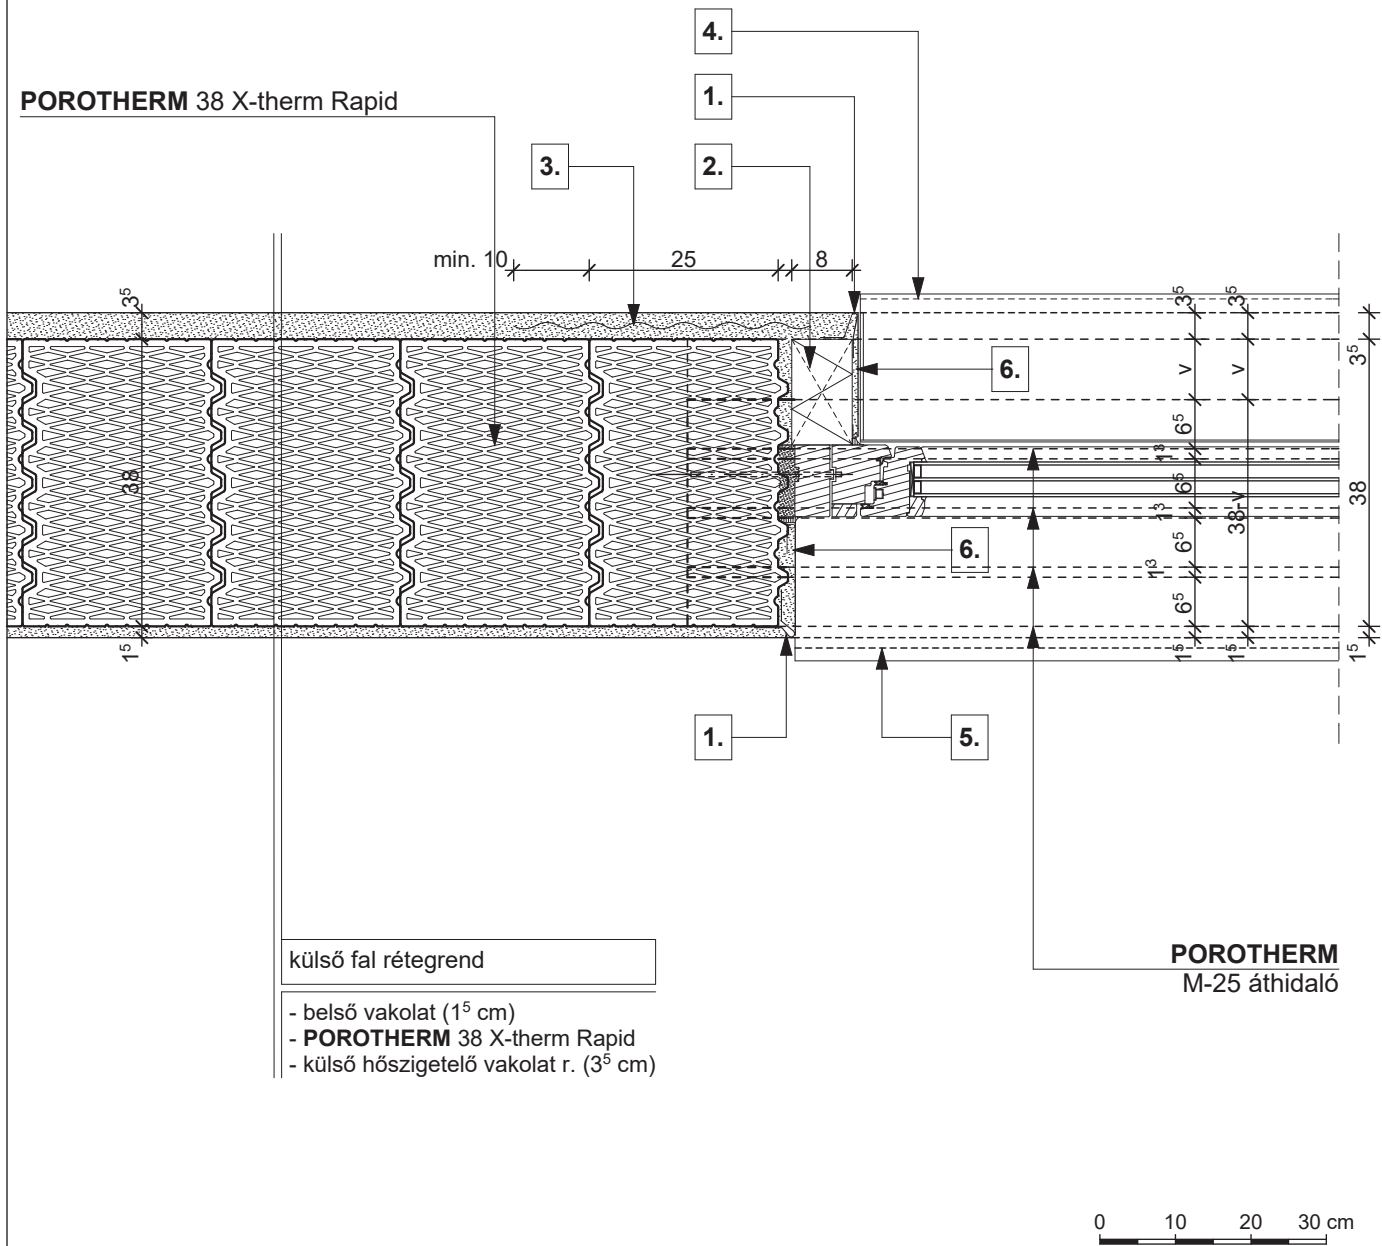 4.
POROTHERM 38 X-therm Rapid
1.
3.
2.
min. 10
25
8
3⁵
3⁵
3⁵
3⁵
6.
v
v
6⁵
1³
38
6⁵
38-v
38
1³
6⁵
6.
1³
6⁵
1⁵
1⁵
1⁵
1⁵
1.
5.
külső fal rétegrend
- belső vakolat (1⁵ cm)
- POROTHERM 38 X-therm Rapid
- külső hőszigetelő vakolat r. (3⁵ cm)
POROTHERM
M-25 áthidaló
0 10 20 30 cm